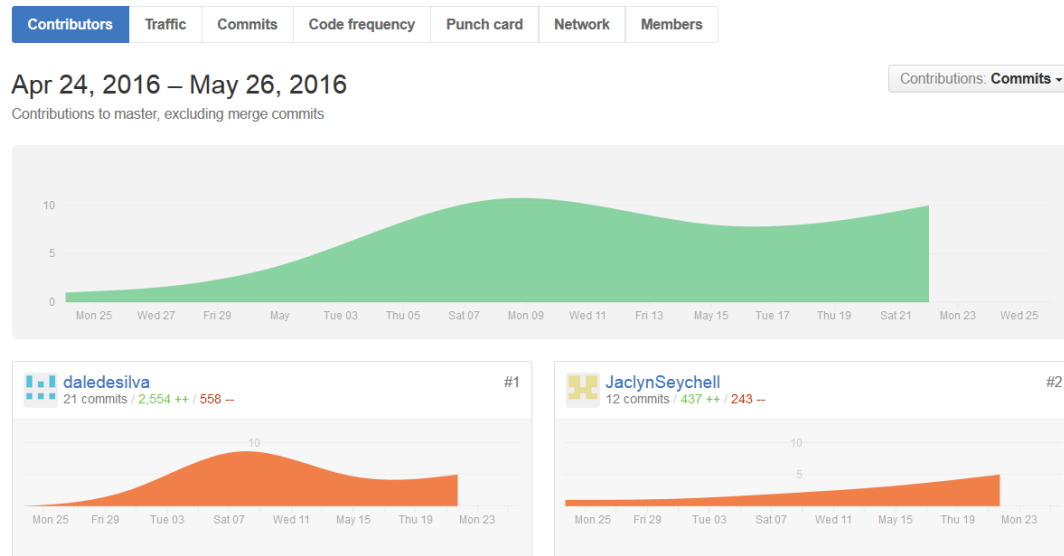 Contributors Traffic Commits Code frequency Punch card Network Members
Apr 24, 2016 – May 26, 2016
Contributions: Commits
Contributions to master, excluding merge commits
10
5
0
Mon 25 Wed 27 Fri 29 May Tue 03 Thu 05 Sat 07 Mon 09 Wed 11 Fri 13 May 15 Tue 17 Thu 19 Sat 21 Mon 23 Wed 25
daledesilva #1
21 commits / 2,554 ++ / 558 --
10
Mon 25 Fri 29 Tue 03 Sat 07 Wed 11 May 15 Thu 19 Mon 23
JaclynSeychell #2
12 commits / 437 ++ / 243 --
10
5
Mon 25 Fri 29 Tue 03 Sat 07 Wed 11 May 15 Thu 19 Mon 23